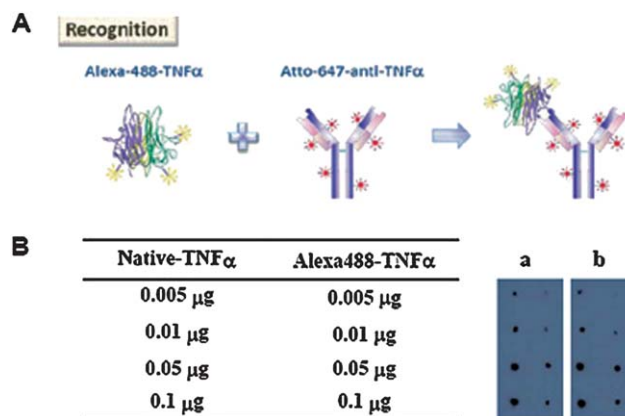 A
Recognition
Alexa-488-TNFα
Atto-647-anti-TNFα
B
Native-TNFα Alexa488-TNFα
a b
0.005 µg 0.005 µg
0.01 µg 0.01 µg
0.05 µg 0.05 µg
0.1 µg 0.1 µg